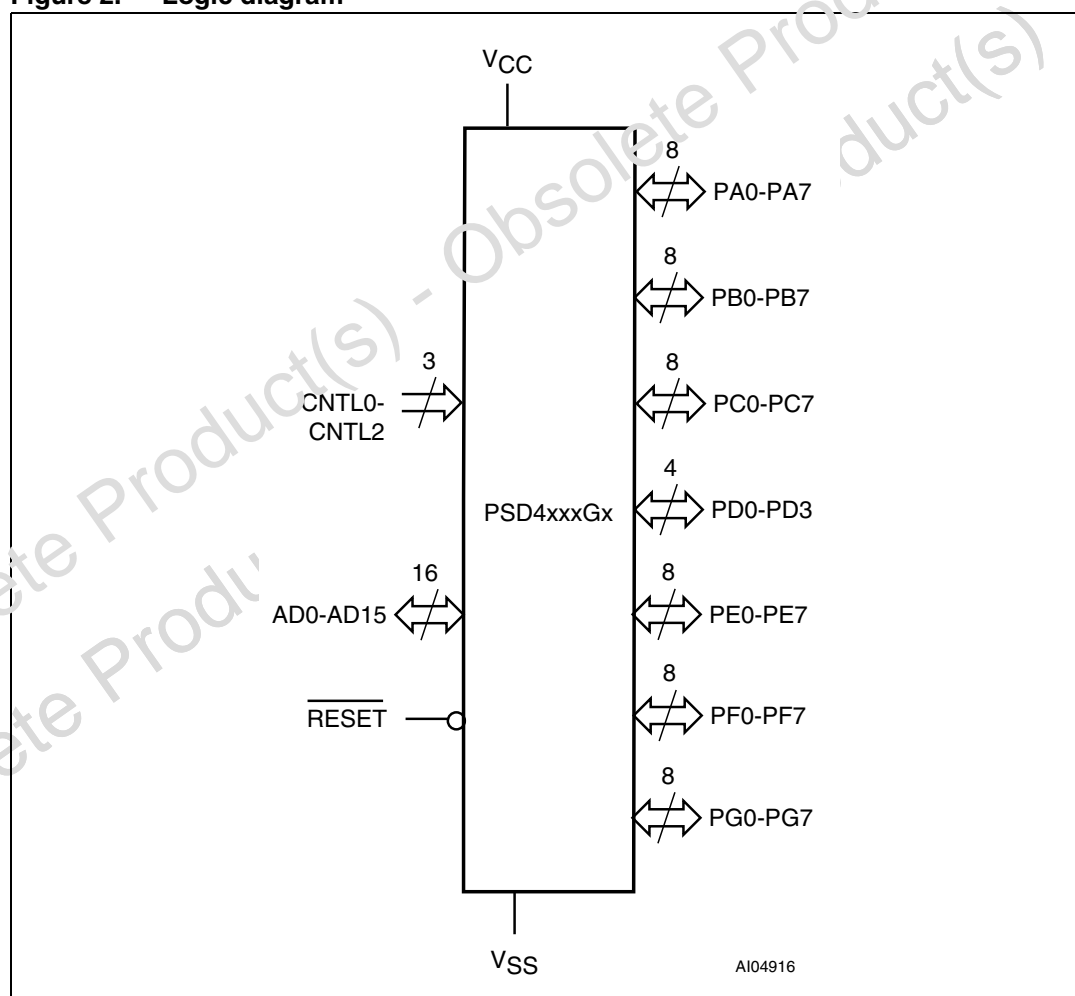 Figure 2. Logic diagram
VCC
8
PA0-PA7
8
PB0-PB7
3
CNTL0-
CNTL2
8
PC0-PC7
4
PD0-PD3
PSD4xxxGx
16
AD0-AD15
8
PE0-PE7
RESET
8
PF0-PF7
8
PG0-PG7
VSS
AI04916
Product(s) - Obsolete Product(s)